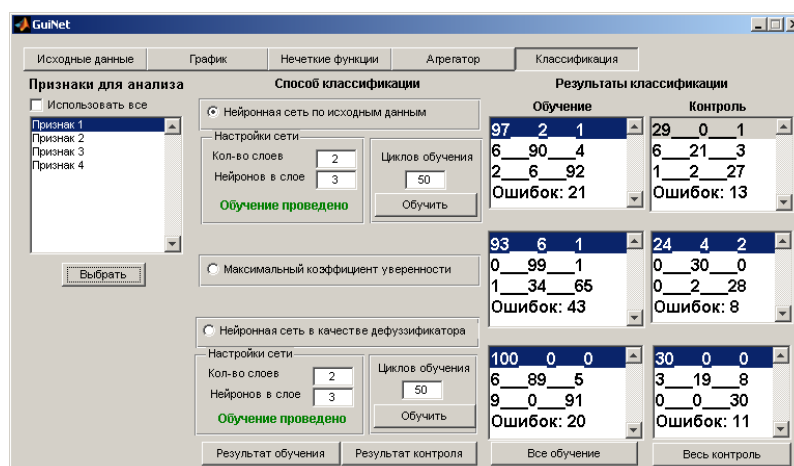 GuiNet
Исходные данные График Нечеткие функции Агрегатор Классификация
Признаки для анализа
Использовать все
Признак 1
Признак 2
Признак 3
Признак 4
Выбрать
Способ классификации
Нейронная сеть по исходным данным
Настройки сети
Кол-во слоев 2
Нейронов в слое 3
Обучение проведено
Циклов обучения
50
Обучить
Максимальный коэффициент уверенности
Нейронная сеть в качестве дефуззификатора
Настройки сети
Кол-во слоев 2
Нейронов в слое 3
Обучение проведено
Циклов обучения
50
Обучить
Результат обучения Результат контроля
Результаты классификации
Обучение Контроль
97___2___1
6___90___4
2___6___92
Ошибок: 21
29___0___1
6___21___3
1___2___27
Ошибок: 13
93___6___1
0___99___1
1___34___65
Ошибок: 43
24___4___2
0___30___0
0___2___28
Ошибок: 8
100___0___0
6___89___5
9___0___91
Ошибок: 20
30___0___0
3___19___8
0___0___30
Ошибок: 11
Все обучение Весь контроль